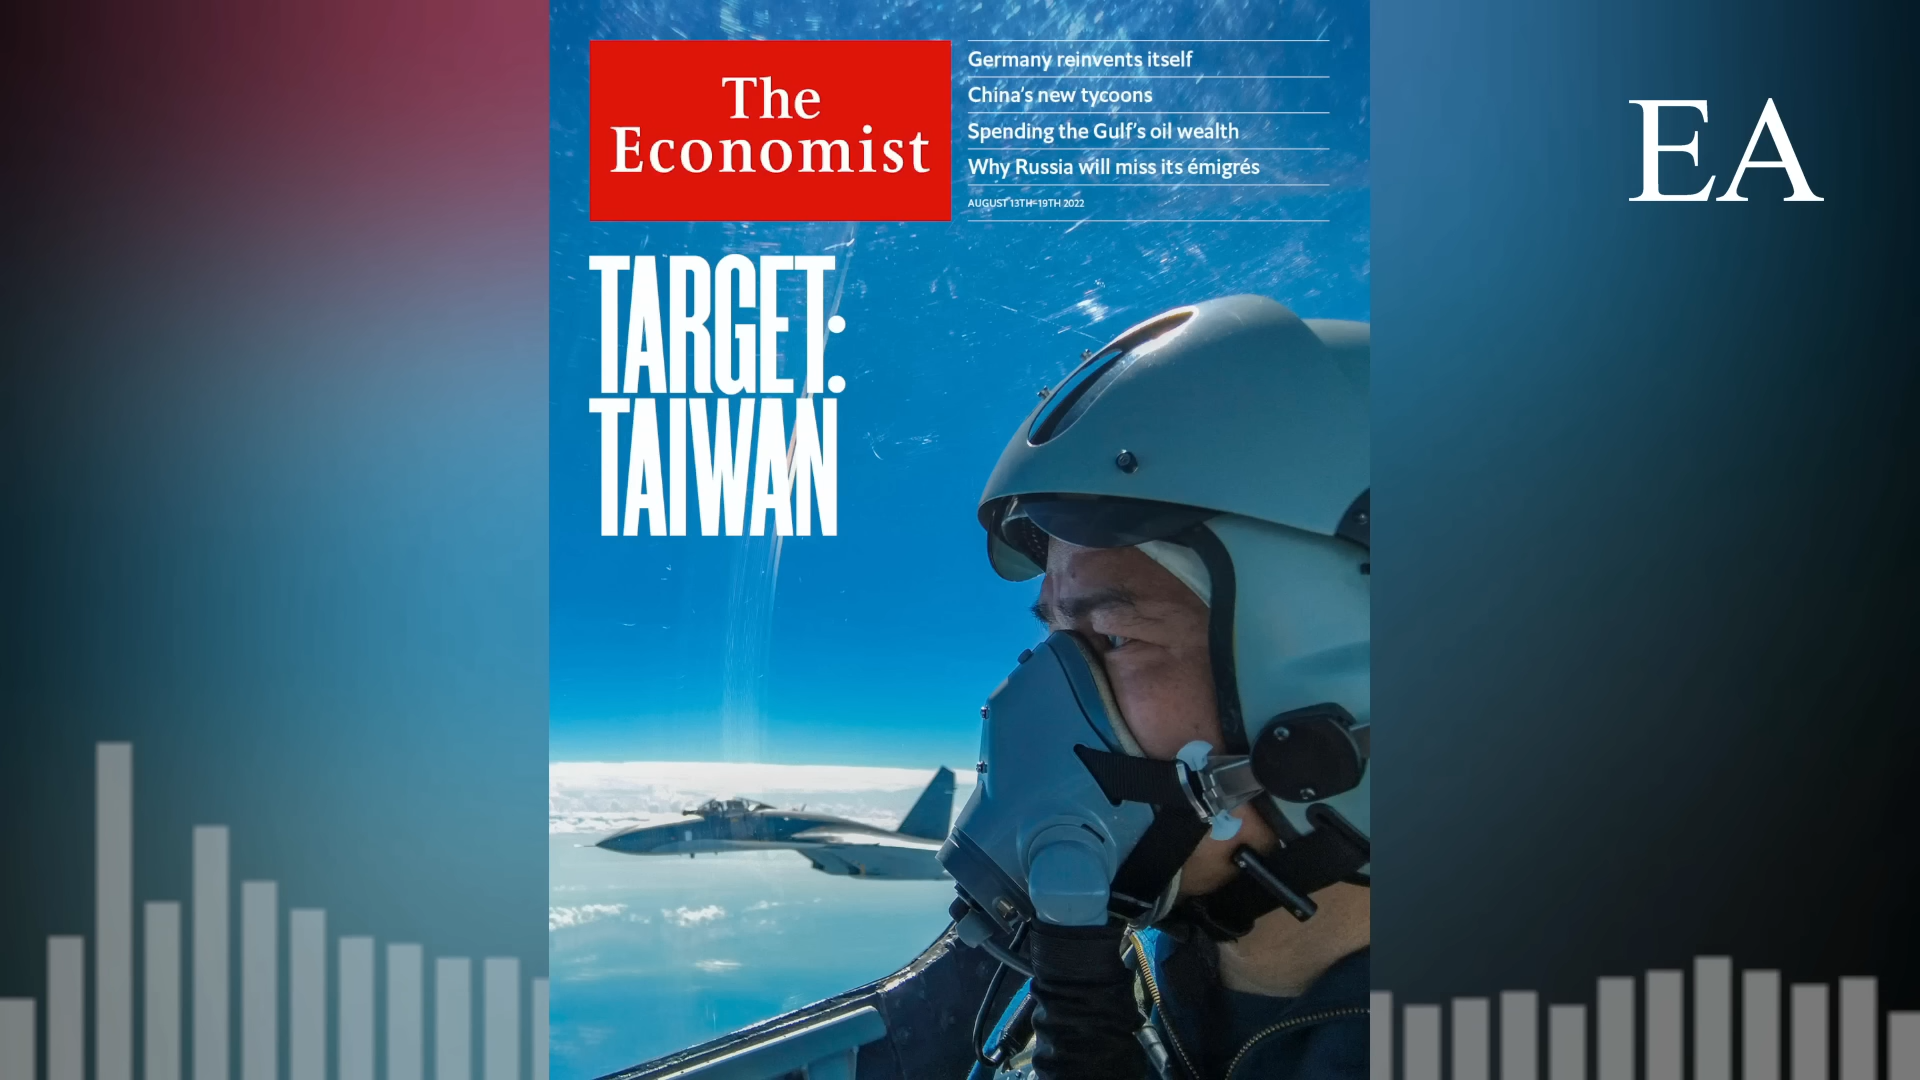 The
Economist
Germany reinvents itself
China's new tycoons
Spending the Gulf's oil wealth
Why Russia will miss its émigrés
AUGUST 13TH–19TH 2022
EA
TARGET:
TAIWAN